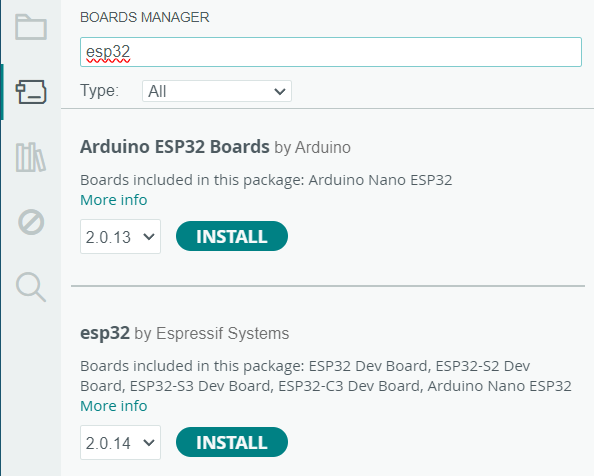 BOARDS MANAGER
esp32
Type: All
Arduino ESP32 Boards by Arduino
Boards included in this package: Arduino Nano ESP32
More info
2.0.13 INSTALL
esp32 by Espressif Systems
Boards included in this package: ESP32 Dev Board, ESP32-S2 Dev
Board, ESP32-S3 Dev Board, ESP32-C3 Dev Board, Arduino Nano ESP32
More info
2.0.14 INSTALL